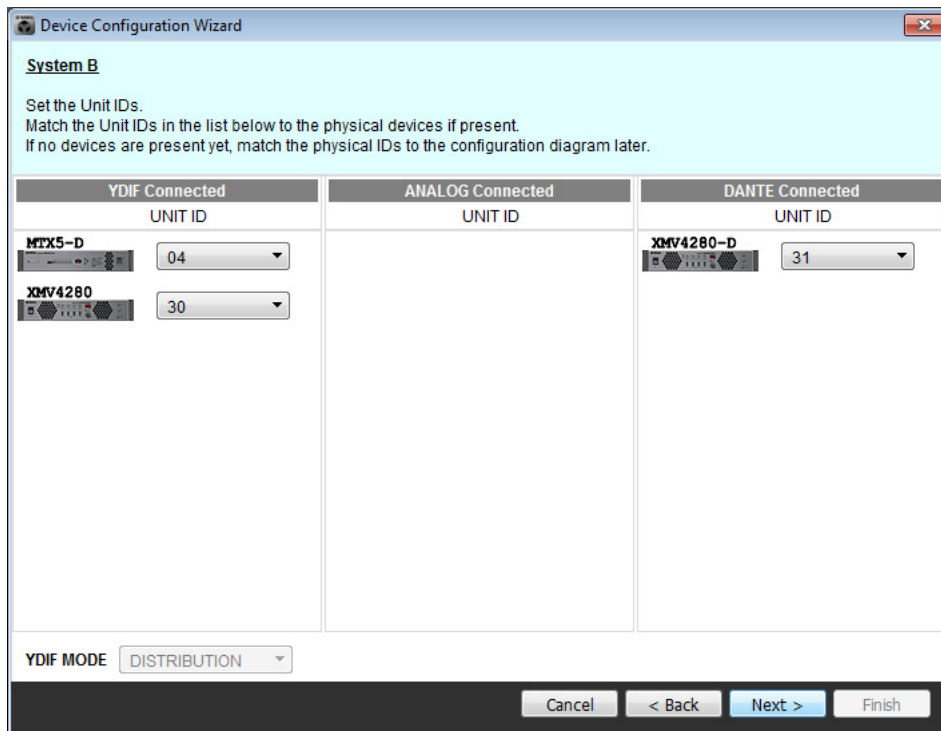 Device Configuration Wizard
System B
Set the Unit IDs.
Match the Unit IDs in the list below to the physical devices if present.
If no devices are present yet, match the physical IDs to the configuration diagram later.
YDIF Connected
UNIT ID
MTX5-D
04
XMV4280
30
ANALOG Connected
UNIT ID
DANTE Connected
UNIT ID
XMV4280-D
31
YDIF MODE DISTRIBUTION
Cancel < Back Next > Finish